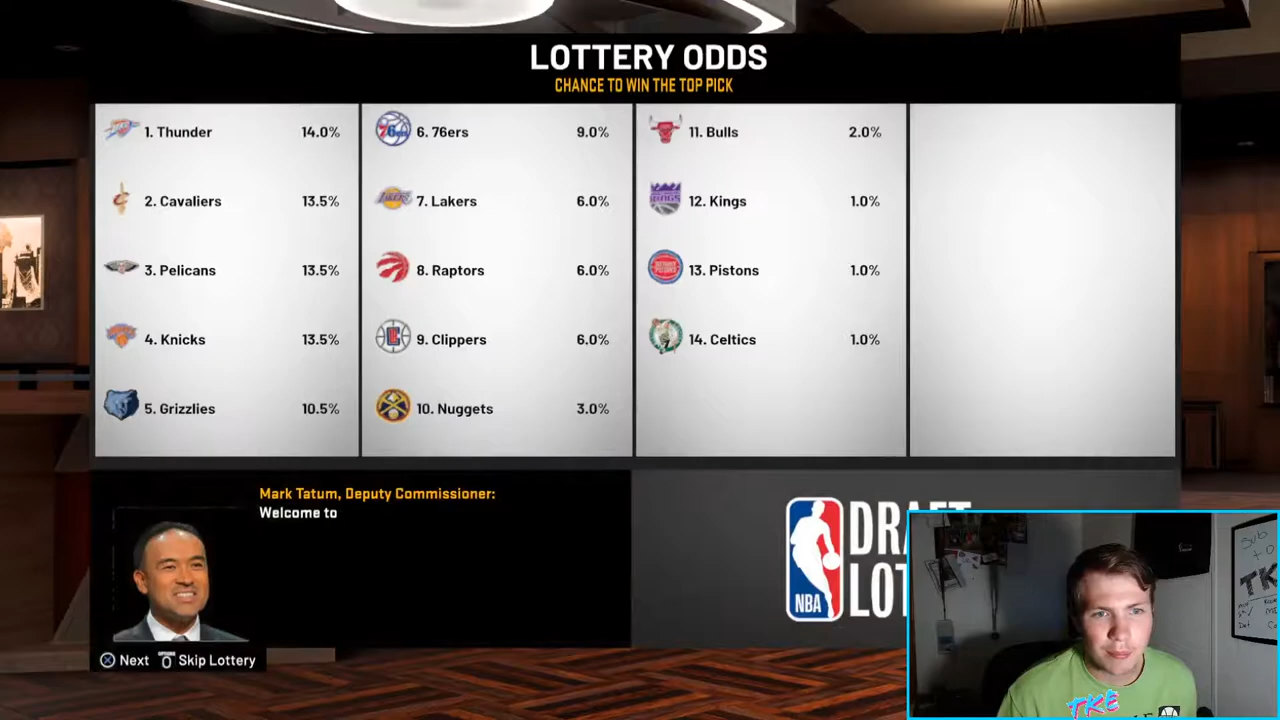 LOTTERY ODDS
CHANCE TO WIN THE TOP PICK
1. Thunder 14.0%
2. Cavaliers 13.5%
3. Pelicans 13.5%
4. Knicks 13.5%
5. Grizzlies 10.5%
6. 76ers 9.0%
7. Lakers 6.0%
8. Raptors 6.0%
9. Clippers 6.0%
10. Nuggets 3.0%
11. Bulls 2.0%
12. Kings 1.0%
13. Pistons 1.0%
14. Celtics 1.0%
Mark Tatum, Deputy Commissioner:
Welcome to
Next
OPTIONS
Skip Lottery
NBA
TKE